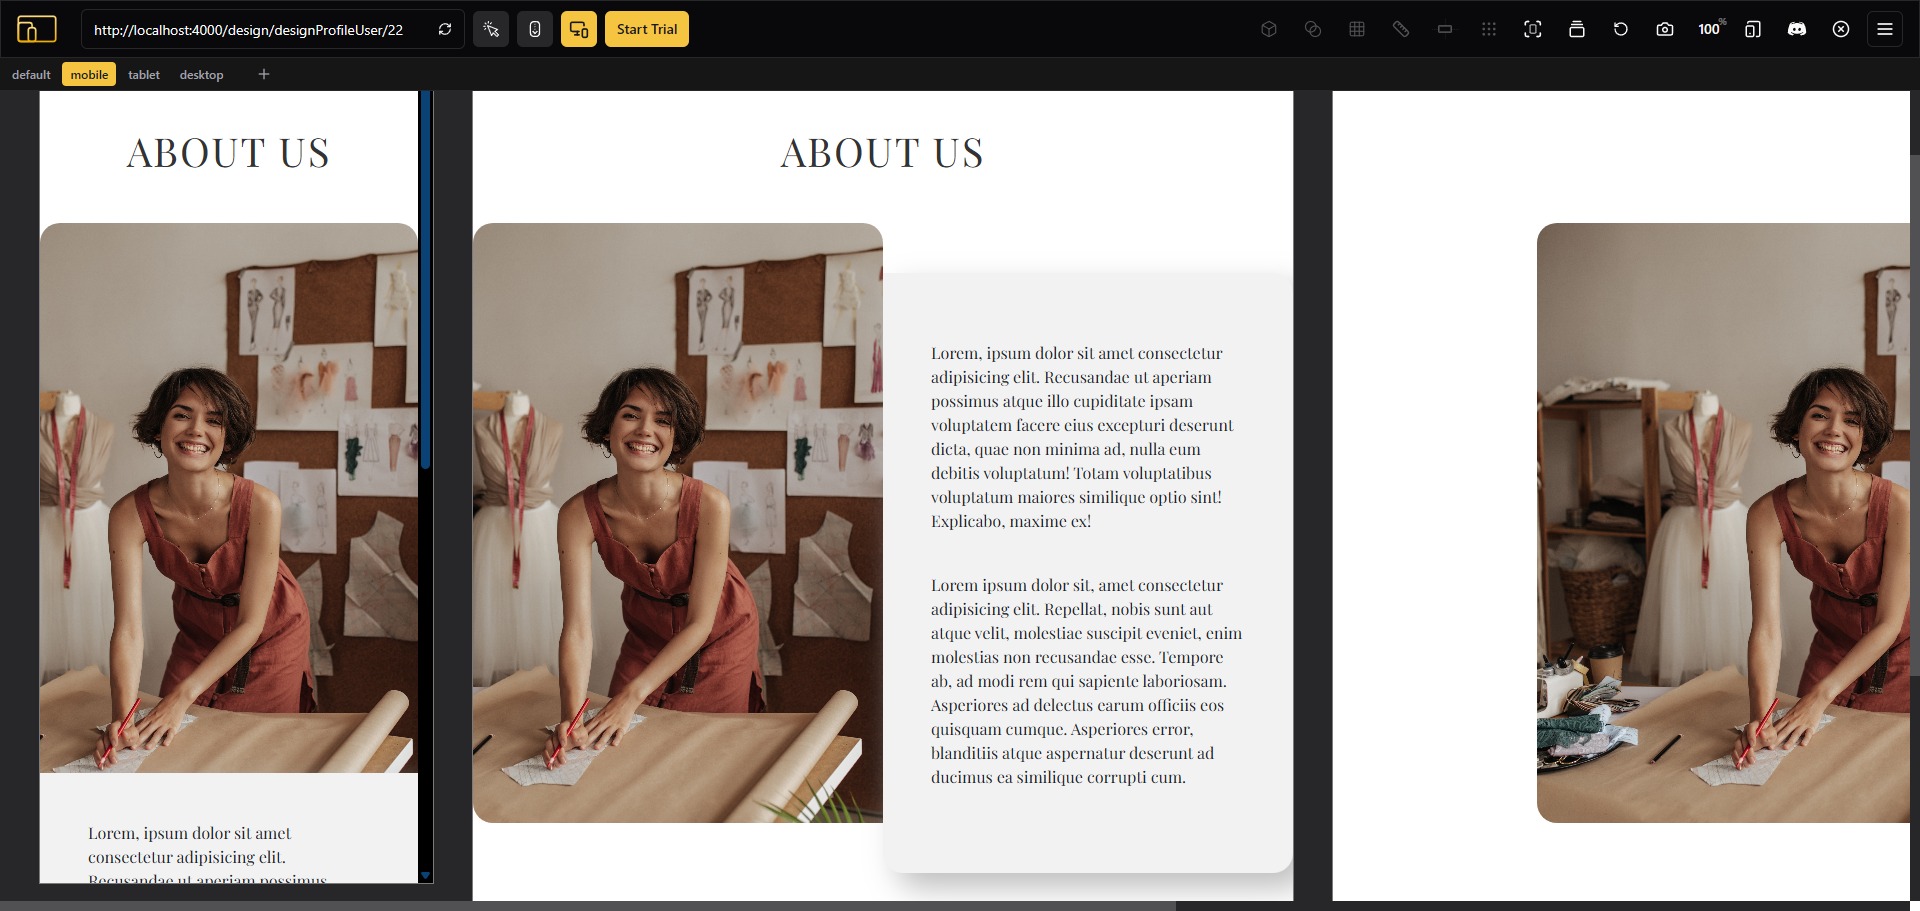 http://localhost:4000/design/designProfileUser/22
Start Trial
100%
default
mobile
tablet
desktop
ABOUT US
Lorem, ipsum dolor sit amet
consectetur adipisicing elit.
Recusandae ut aperiam possimus
ABOUT US
Lorem, ipsum dolor sit amet consectetur
adipisicing elit. Recusandae ut aperiam
possimus atque illo cupiditate ipsam
voluptatem facere eius excepturi deserunt
dicta, quae non minima ad, nulla eum
debitis voluptatum! Totam voluptatibus
voluptatum maiores similique optio sint!
Explicabo, maxime ex!
Lorem ipsum dolor sit, amet consectetur
adipisicing elit. Repellat, nobis sunt aut
atque velit, molestiae suscipit eveniet, enim
molestias non recusandae esse. Tempore
ab, ad modi rem qui sapiente laboriosam.
Asperiores ad delectus earum officiis eos
quisquam cumque. Asperiores error,
blanditiis atque aspernatur deserunt ad
ducimus ea similique corrupti cum.